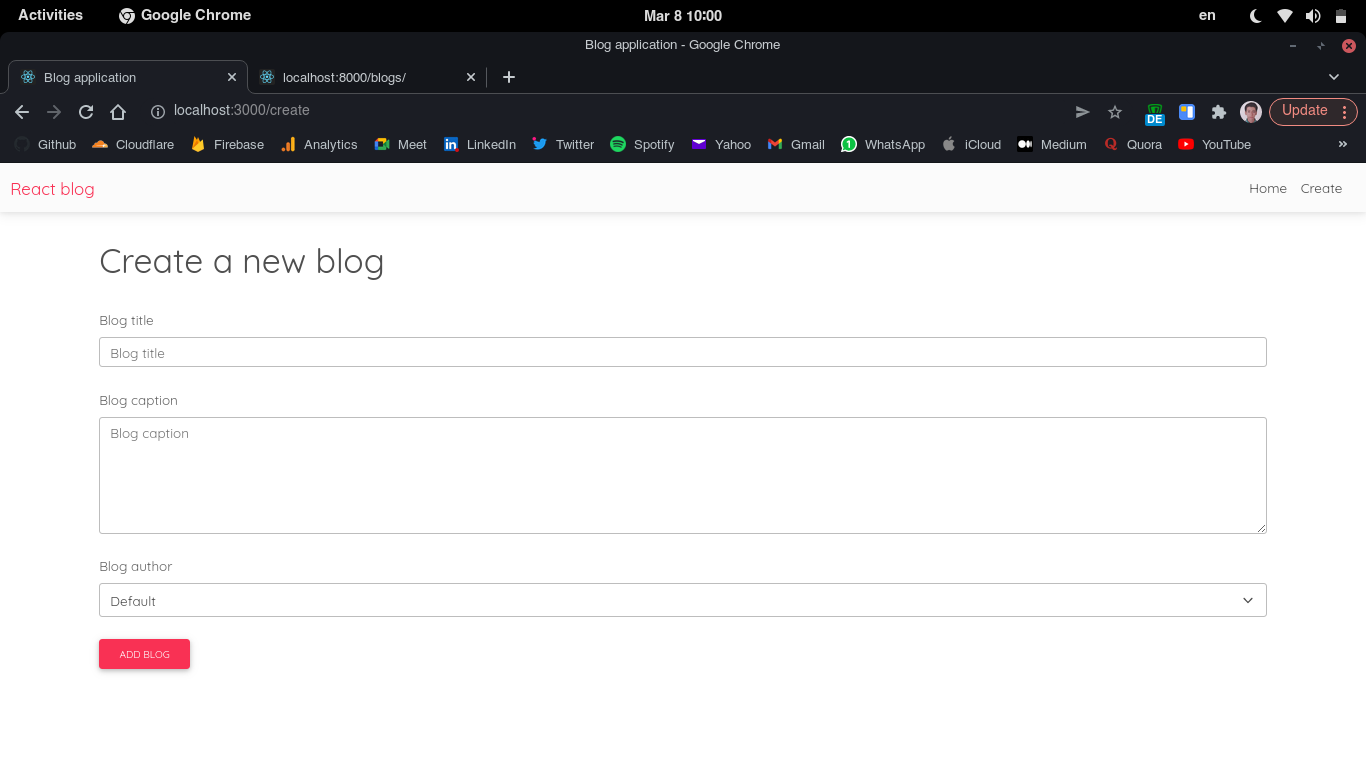 Activities Google Chrome Mar 8 10:00 en
Blog application - Google Chrome
Blog application localhost:8000/blogs/
localhost:3000/create DE Update
Github Cloudflare Firebase Analytics Meet LinkedIn Twitter Spotify Yahoo Gmail 1 WhatsApp iCloud Medium Quora YouTube »
React blog Home Create
Create a new blog
Blog title
Blog title
Blog caption
Blog caption
Blog author
Default
ADD BLOG